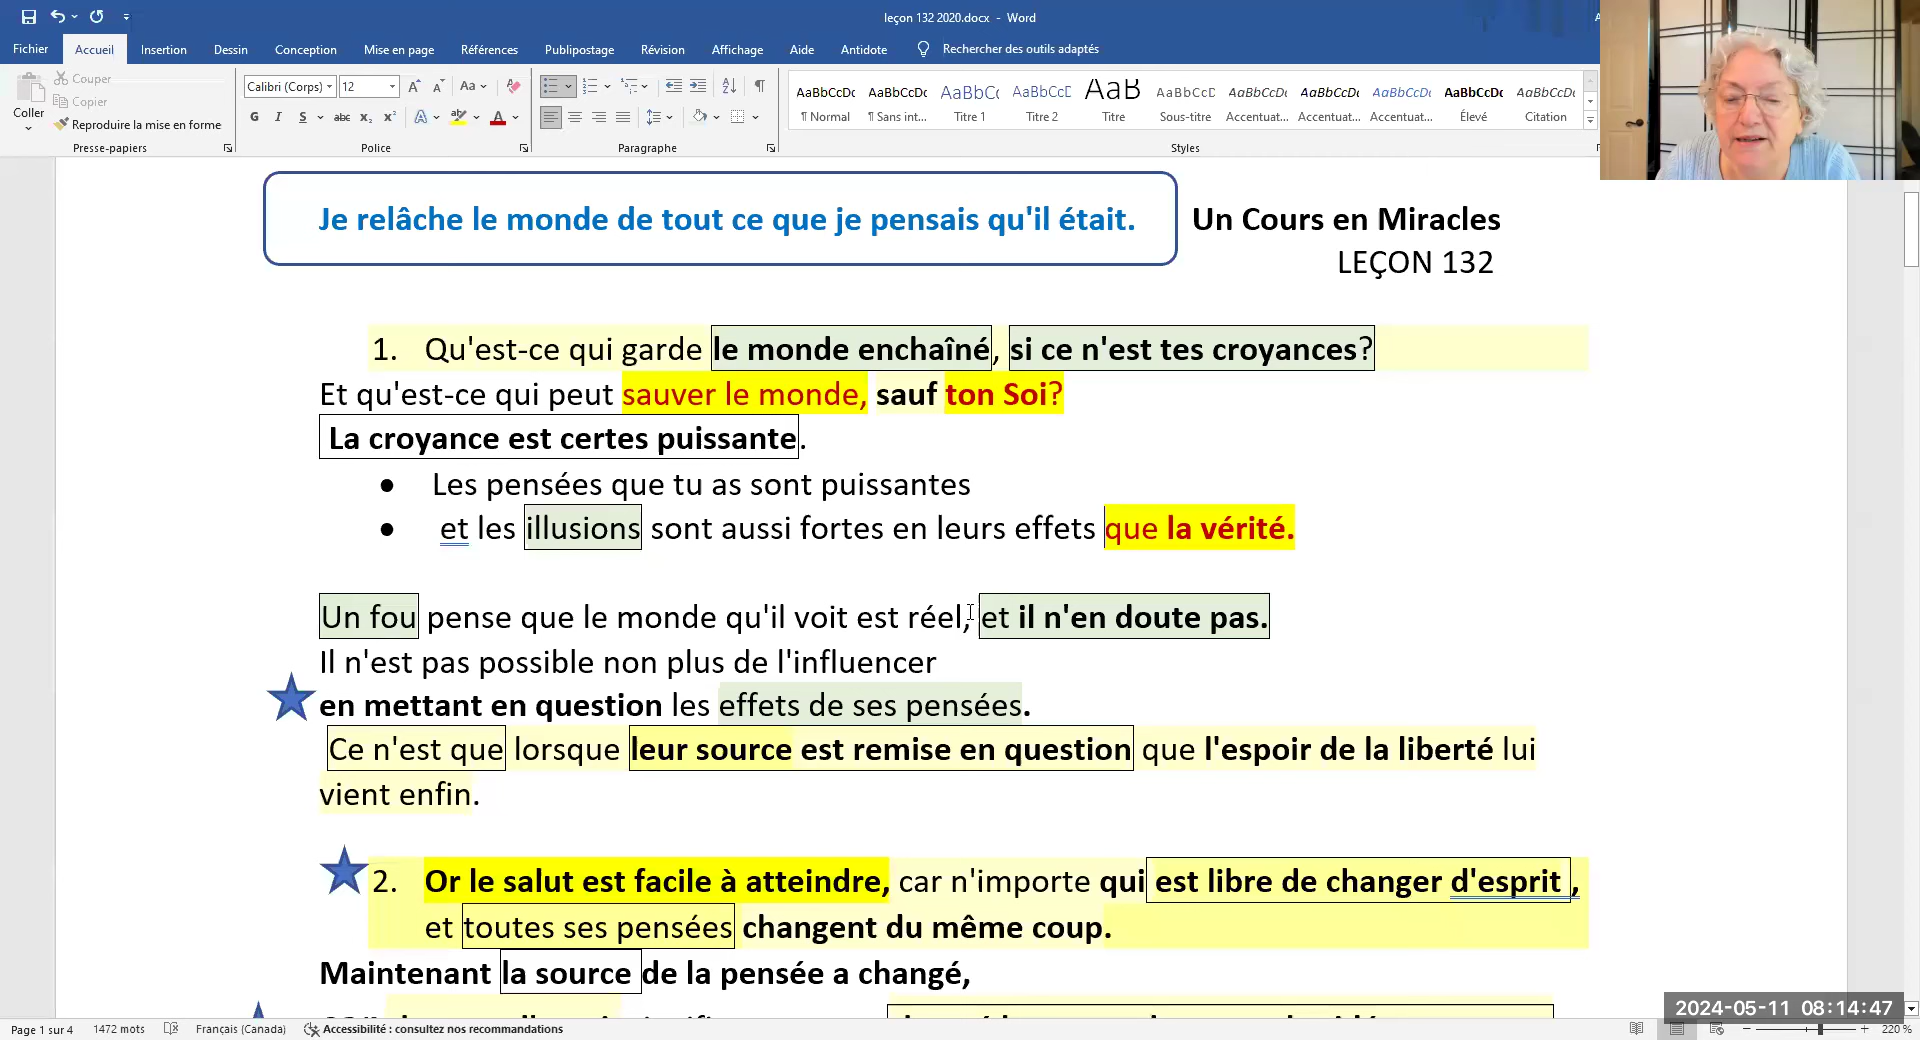 leçon 132 2020.docx - Word
Fichier Accueil Insertion Dessin Conception Mise en page Références Publipostage Révision Affichage Aide Antidote Rechercher des outils adaptés
Coller
Couper
Copier
Reproduire la mise en forme
Presse-papiers
Calibri (Corps) 12
Police
Paragraphe
AaBbCcDc AaBbCcDc AaBbCc AaBbCcD AaB AaBbCcD AaBbCcDc AaBbCcDc AaBbCcDc AaBbCcDc AaBbCcDc
¶ Normal ¶ Sans int... Titre 1 Titre 2 Titre Sous-titre Accentuat... Accentuat... Accentuat... Élevé Citation
Styles
Je relâche le monde de tout ce que je pensais qu'il était. Un Cours en Miracles
LEÇON 132
1. Qu'est-ce qui garde le monde enchaîné, si ce n'est tes croyances?
Et qu'est-ce qui peut sauver le monde, sauf ton Soi?
La croyance est certes puissante.
• Les pensées que tu as sont puissantes
• et les illusions sont aussi fortes en leurs effets que la vérité.
Un fou pense que le monde qu'il voit est réel, et il n'en doute pas.
Il n'est pas possible non plus de l'influencer
en mettant en question les effets de ses pensées.
Ce n'est que lorsque leur source est remise en question que l'espoir de la liberté lui
vient enfin.
2. Or le salut est facile à atteindre, car n'importe qui est libre de changer d'esprit ,
et toutes ses pensées changent du même coup.
Maintenant la source de la pensée a changé,
2024-05-11 08:14:47
Page 1 sur 4 1472 mots Français (Canada) Accessibilité : consultez nos recommandations 220 %